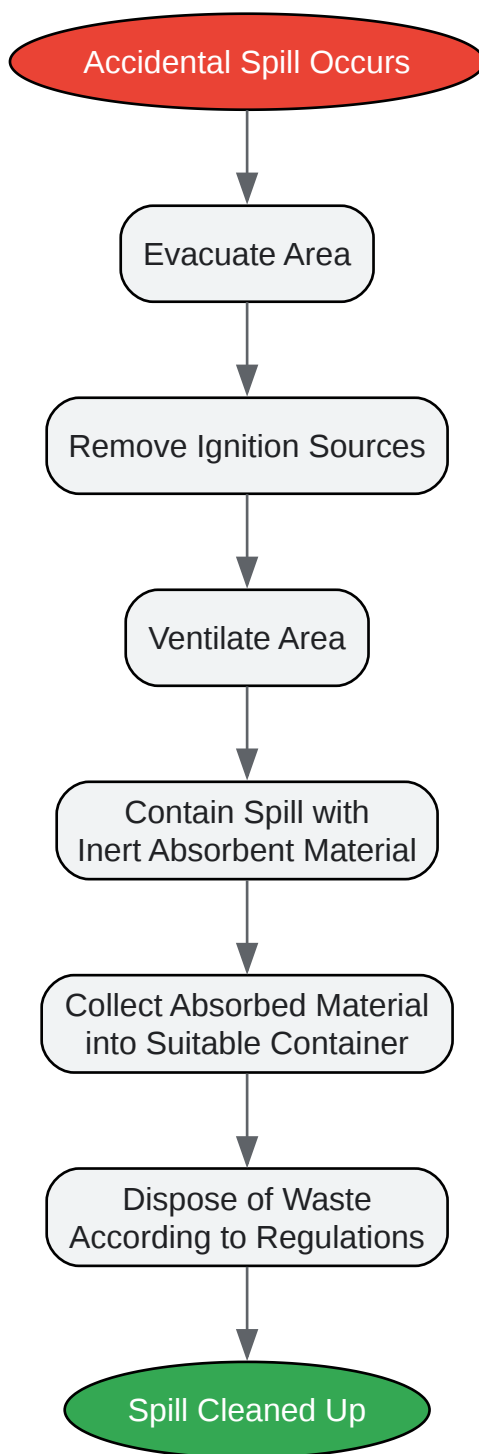 Accidental Spill Occurs
Evacuate Area
Remove Ignition Sources
Ventilate Area
Contain Spill with
Inert Absorbent Material
Collect Absorbed Material
into Suitable Container
Dispose of Waste
According to Regulations
Spill Cleaned Up